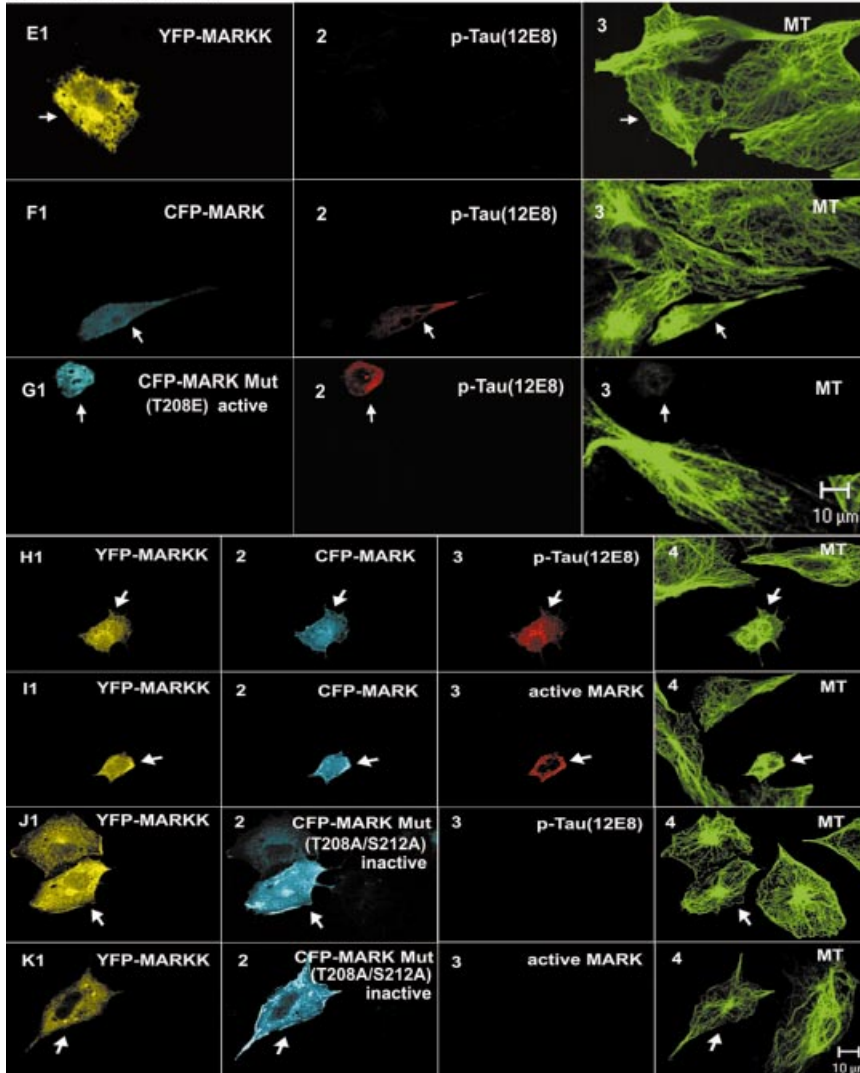 E1 YFP-MARKK 2 p-Tau(12E8) 3 MT
F1 CFP-MARK 2 p-Tau(12E8) 3 MT
G1 CFP-MARK Mut 2 p-Tau(12E8) 3 MT
(T208E) active
10 µm
H1 YFP-MARKK 2 CFP-MARK 3 p-Tau(12E8) 4 MT
I1 YFP-MARKK 2 CFP-MARK 3 active MARK 4 MT
J1 YFP-MARKK 2 CFP-MARK Mut 3 p-Tau(12E8) 4 MT
(T208A/S212A)
inactive
K1 YFP-MARKK 2 CFP-MARK Mut 3 active MARK 4 MT
(T208A/S212A)
inactive
10 µm